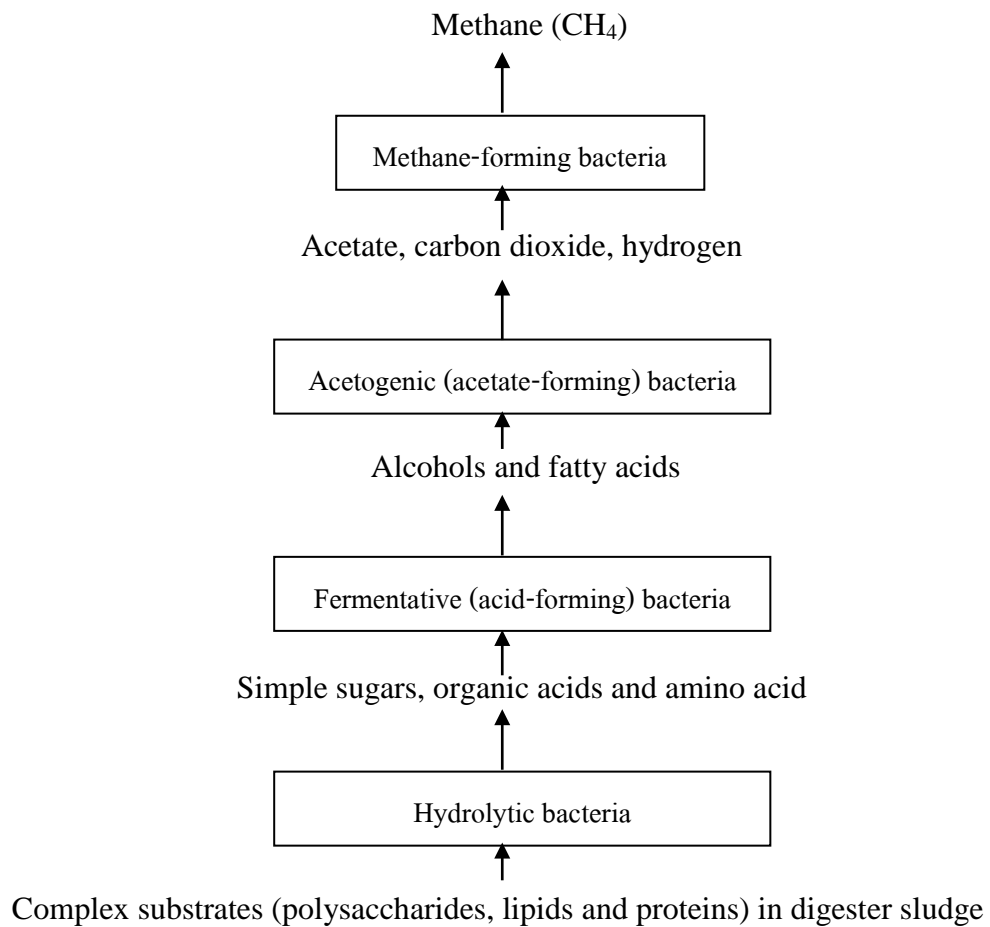 Methane (CH₄)
Methane-forming bacteria
Acetate, carbon dioxide, hydrogen
Acetogenic (acetate-forming) bacteria
Alcohols and fatty acids
Fermentative (acid-forming) bacteria
Simple sugars, organic acids and amino acid
Hydrolytic bacteria
Complex substrates (polysaccharides, lipids and proteins) in digester sludge